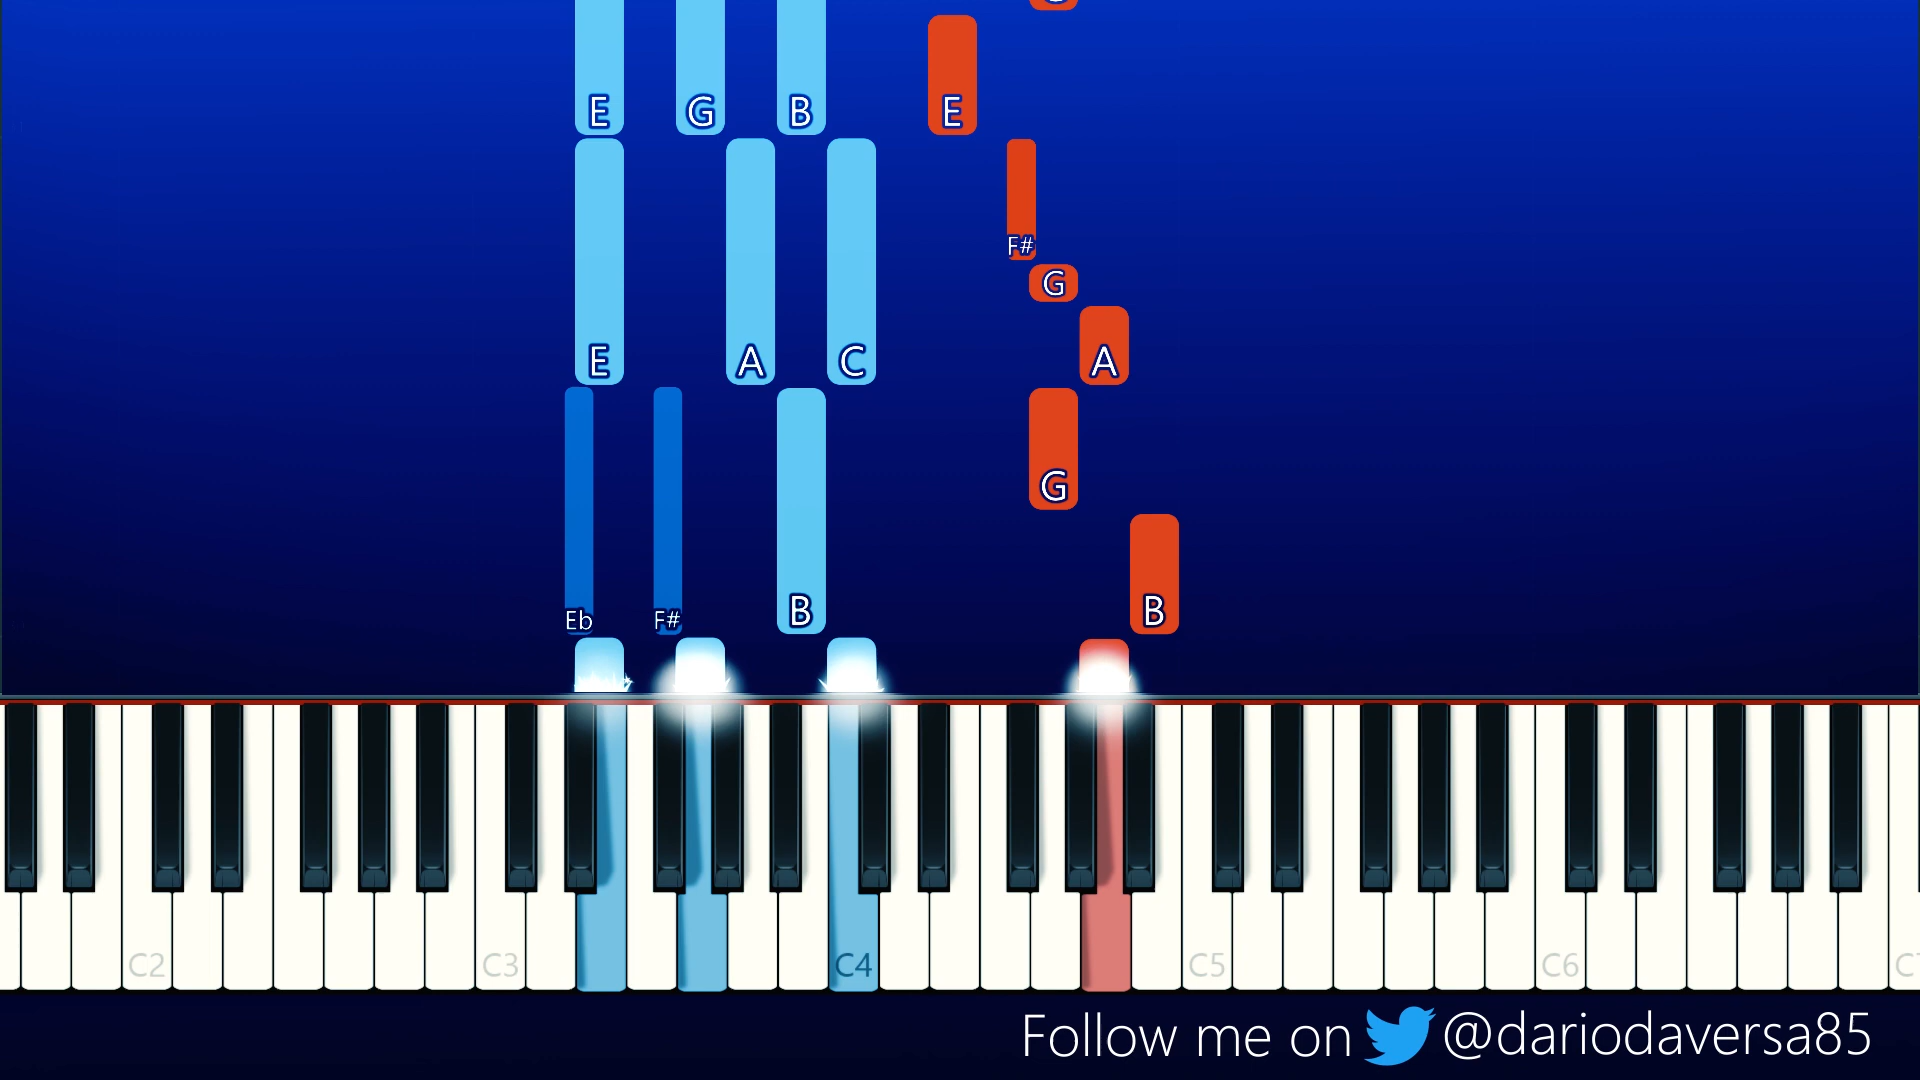 E G B E
F#
G
E A C A
G
Eb F# B B
C2 C3 C4 C5 C6
Follow me on @dariodaversa85